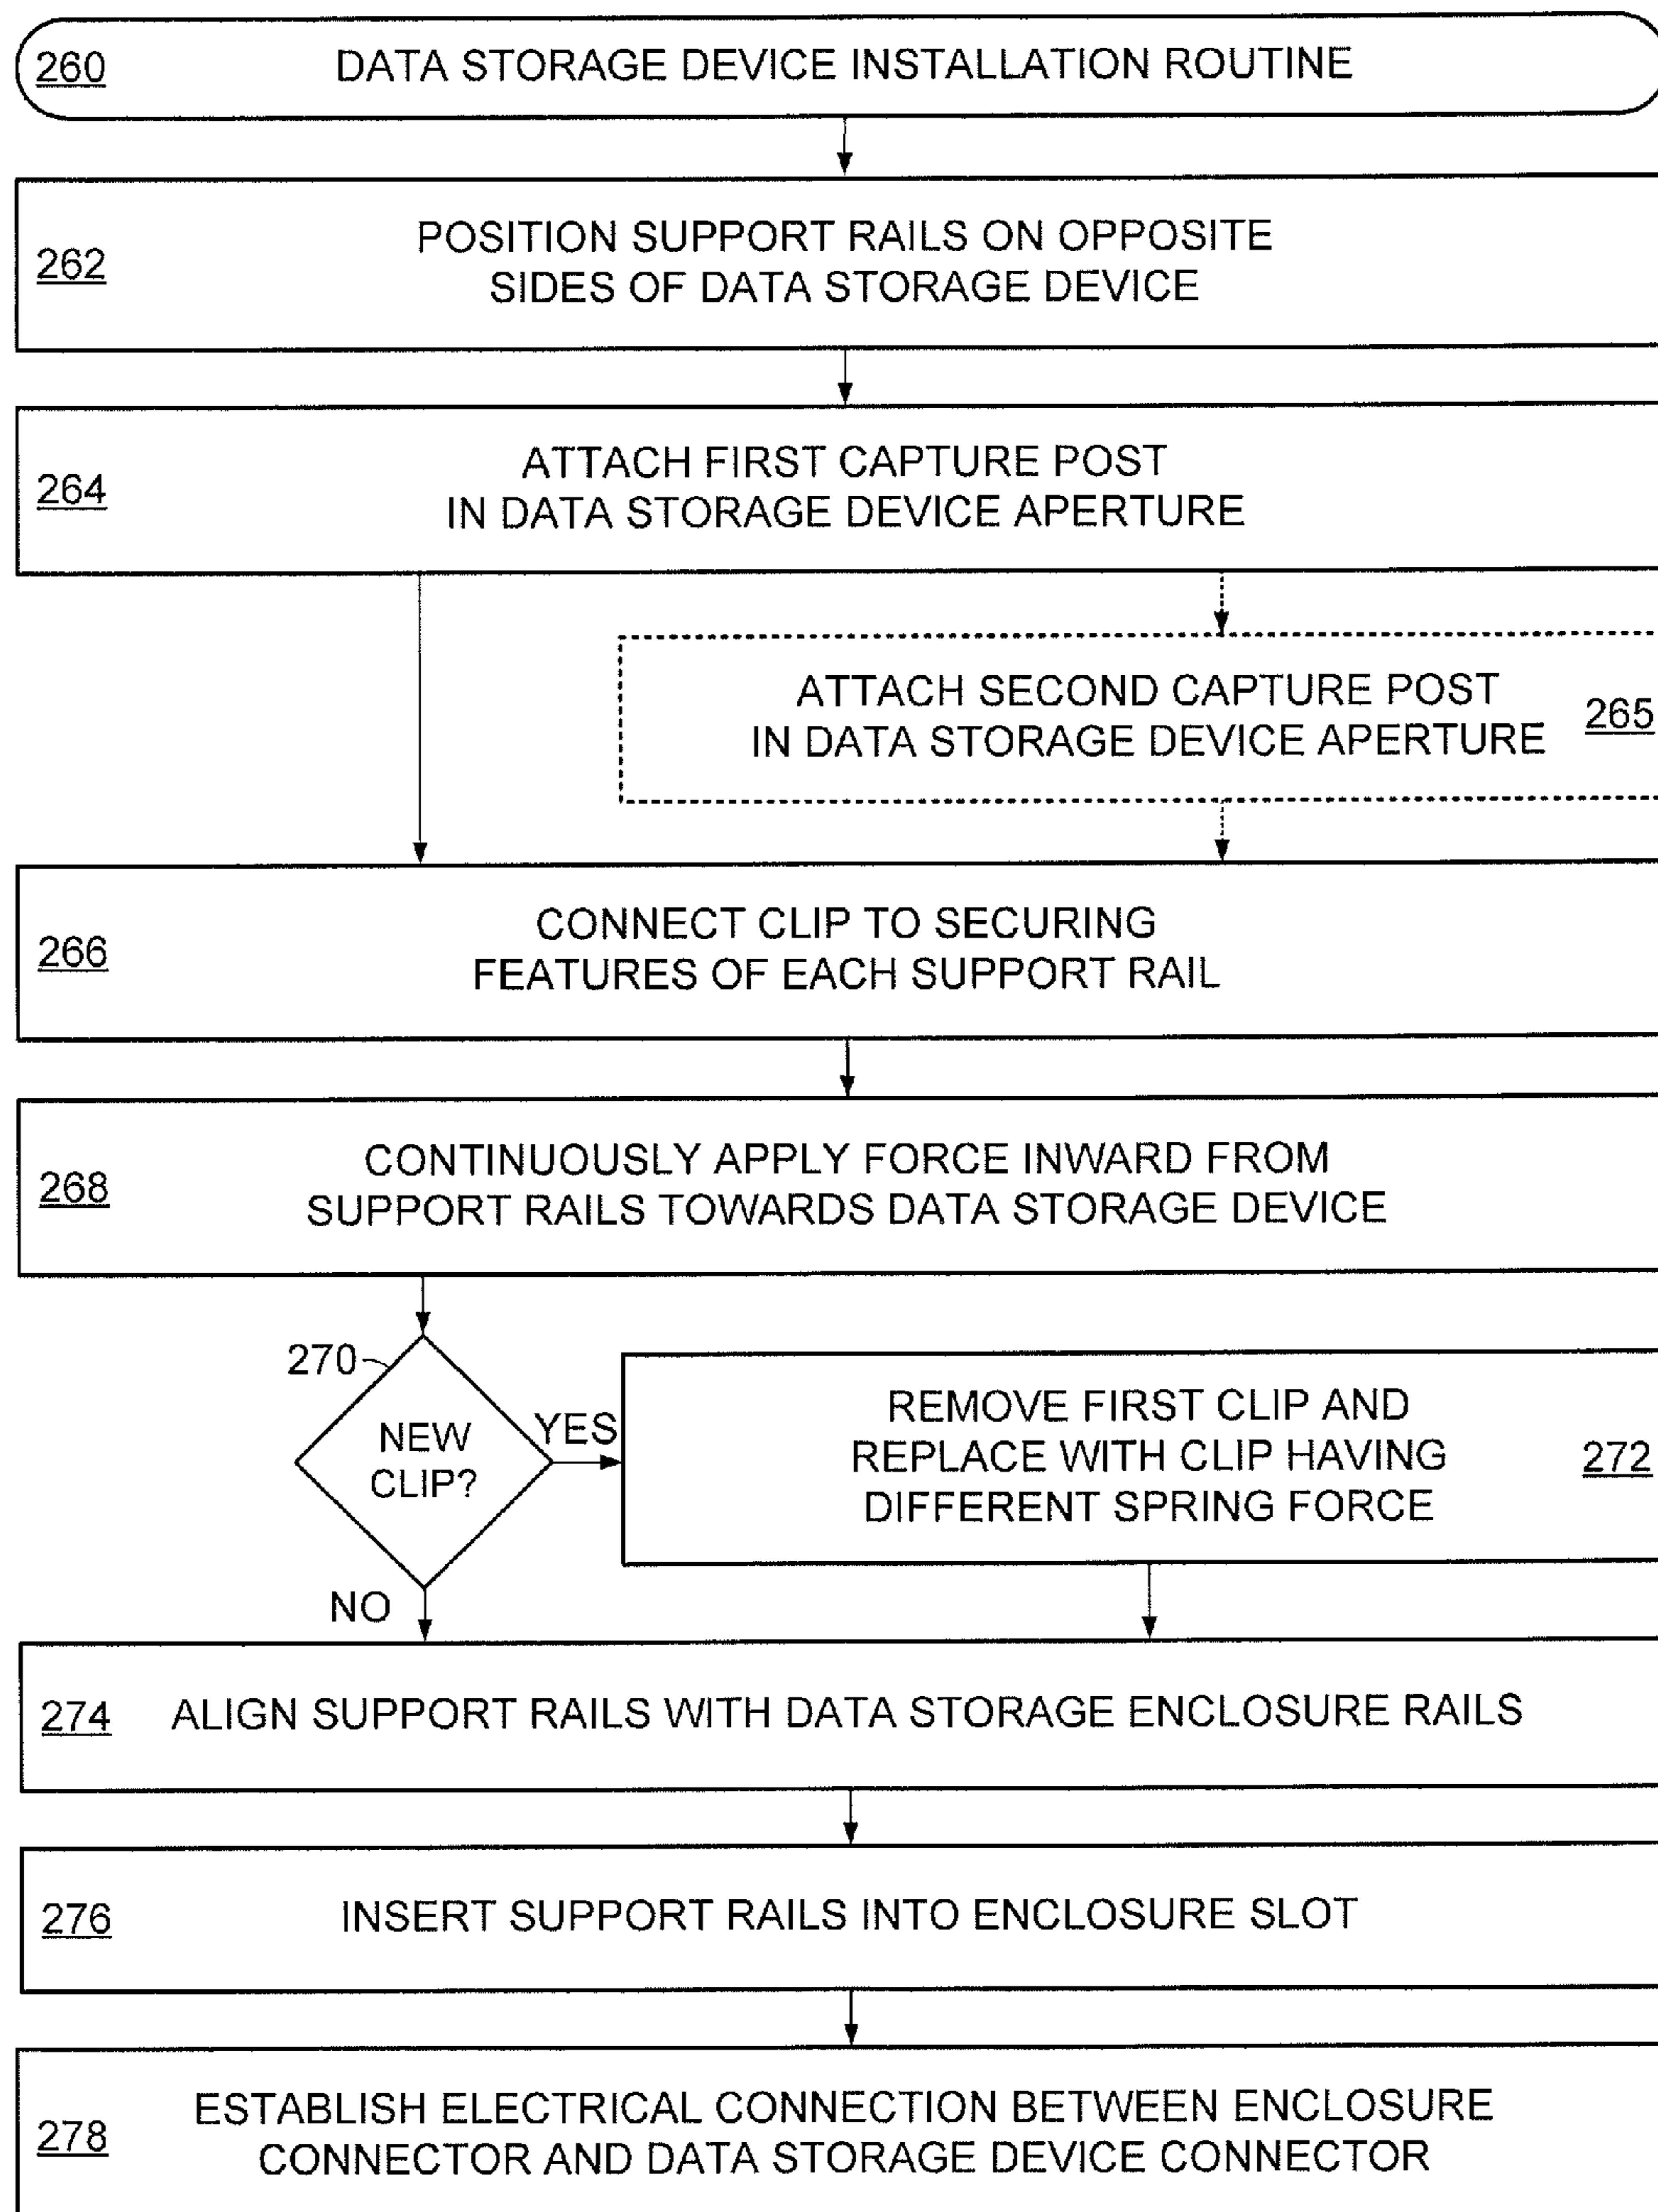 260 DATA STORAGE DEVICE INSTALLATION ROUTINE
262
POSITION SUPPORT RAILS ON OPPOSITE
SIDES OF DATA STORAGE DEVICE
264
ATTACH FIRST CAPTURE POST
IN DATA STORAGE DEVICE APERTURE
ATTACH SECOND CAPTURE POST
IN DATA STORAGE DEVICE APERTURE
265
266
CONNECT CLIP TO SECURING
FEATURES OF EACH SUPPORT RAIL
268
CONTINUOUSLY APPLY FORCE INWARD FROM
SUPPORT RAILS TOWARDS DATA STORAGE DEVICE
270
NEW
CLIP?
YES
NO
REMOVE FIRST CLIP AND
REPLACE WITH CLIP HAVING
DIFFERENT SPRING FORCE
272
274 ALIGN SUPPORT RAILS WITH DATA STORAGE ENCLOSURE RAILS
276 INSERT SUPPORT RAILS INTO ENCLOSURE SLOT
278
ESTABLISH ELECTRICAL CONNECTION BETWEEN ENCLOSURE
CONNECTOR AND DATA STORAGE DEVICE CONNECTOR